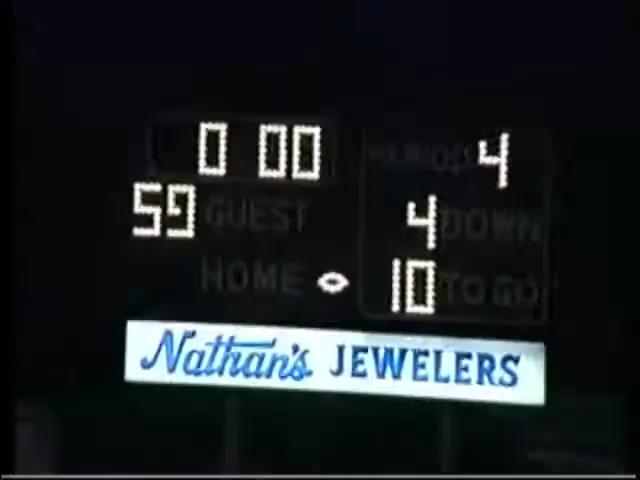 0 00 PERIOD 4
59 GUEST 4 DOWN
HOME 10 TO GO
Nathan's JEWELERS